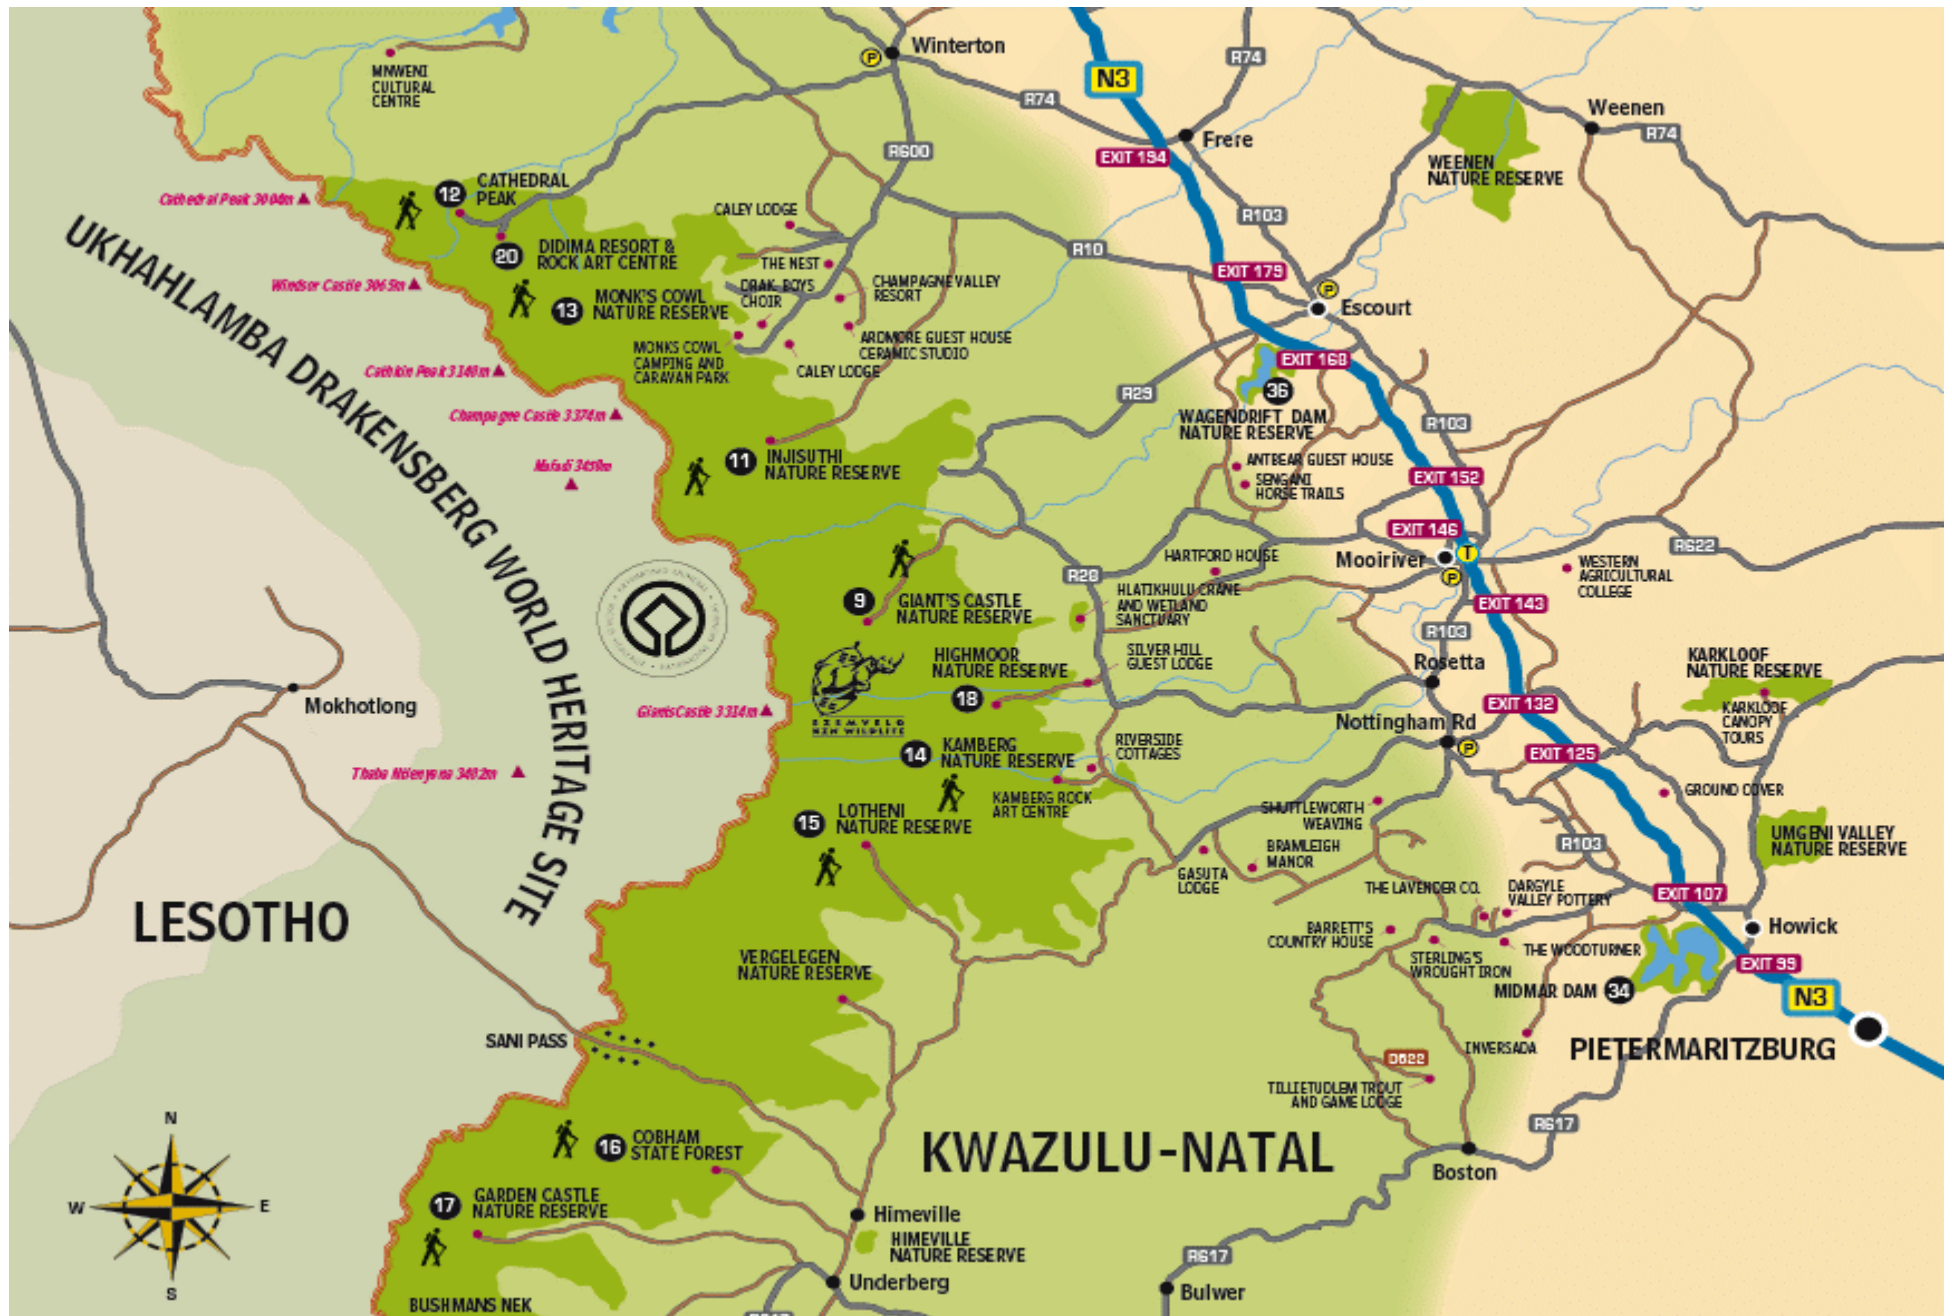 MNWENI
CULTURAL
CENTRE
P
Winterton
R74
N3
R74
Weenen
R74
Frere
EXIT 194
R600
WEENEN
NATURE RESERVE
Cathedral Peak 3004m
12
CATHEDRAL
PEAK
CALEY LODGE
R103
20
DIDIMA RESORT &
ROCK ART CENTRE
THE NEST
R10
EXIT 179
Windsor Castle 3065m
13
MONK'S COWL
NATURE RESERVE
DRAK. BOYS
CHOIR
CHAMPAGNE VALLEY
RESORT
P
Escourt
MONKS COWL
CAMPING AND
CARAVAN PARK
CALEY LODGE
ARDMORE GUEST HOUSE
CERAMIC STUDIO
EXIT 168
Cathkin Peak 3148m
R29
36
WAGENDRIFT DAM
NATURE RESERVE
R103
Champagne Castle 3374m
UKHAHLAMBA DRAKENSBERG WORLD HERITAGE SITE
11
INJISUTHI
NATURE RESERVE
ANTBEAR GUEST HOUSE
SENGANI
HORSE TRAILS
EXIT 152
EXIT 146
Mooiriver
T
P
R622
HARTFORD HOUSE
WESTERN
AGRICULTURAL
COLLEGE
R28
9
GIANT'S CASTLE
NATURE RESERVE
HLATIKHULU CRANE
AND WETLAND
SANCTUARY
EXIT 143
R103
Rosetta
HIGHMOOR
NATURE RESERVE
18
SILVER HILL
GUEST LODGE
KARKLOOF
NATURE RESERVE
Mokhotlong
GiantsCastle 3314m
EZEMVELO
KZN WILDLIFE
EXIT 132
KARKLOOF
CANOPY
TOURS
Nottingham Rd
P
14
KAMBERG
NATURE RESERVE
RIVERSIDE
COTTAGES
EXIT 125
KAMBERG ROCK
ART CENTRE
GROUND COVER
15
LOTHENI
NATURE RESERVE
SHUTTLEWORTH
WEAVING
R103
UMGENI VALLEY
NATURE RESERVE
BRAMLEIGH
MANOR
GASUTA
LODGE
THE LAVENDER CO.
DARGYLE
VALLEY POTTERY
EXIT 107
LESOTHO
BARRETT'S
COUNTRY HOUSE
STERLING'S
WROUGHT IRON
THE WOODTURNER
Howick
EXIT 99
VERGELEGEN
NATURE RESERVE
MIDMAR DAM
34
N3
SANI PASS
INVERSADA
PIETERMARITZBURG
D622
TILLIETUDLEM TROUT
AND GAME LODGE
R617
N
W
E
S
16
COBHAM
STATE FOREST
KWAZULU-NATAL
Boston
17
GARDEN CASTLE
NATURE RESERVE
Himeville
HIMEVILLE
NATURE RESERVE
R617
Underberg
Bulwer
BUSHMANS NEK